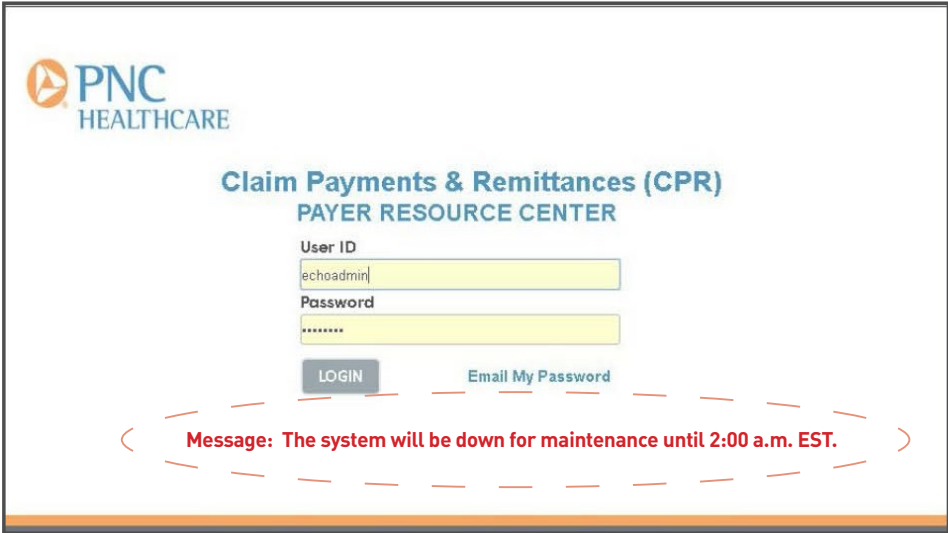 PNC
HEALTHCARE
Claim Payments & Remittances (CPR)
PAYER RESOURCE CENTER
User ID
echoadmin
Password
••••••••
LOGIN Email My Password
Message: The system will be down for maintenance until 2:00 a.m. EST.